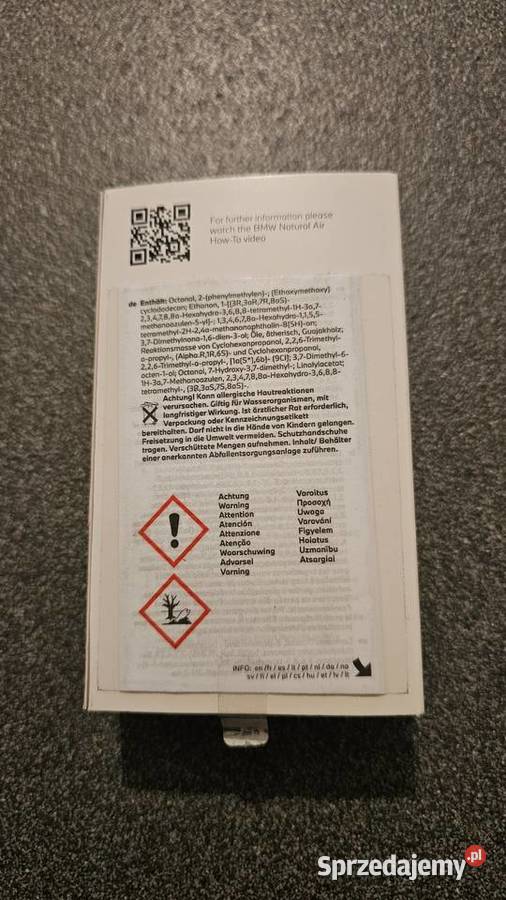 For further information please
watch the BMW Natural Air
How-To video
de Enthält: Octanal, 2-(phenylmethylen)-; (Ethoxymethoxy)
cyclododecan; Ethanon, 1-[(3R,3aR,7R,8aS)-
2,3,4,7,8,8a-Hexahydro-3,6,8,8-tetramethyl-1H-3a,7-
methanoazulen-5-yl]-; 1,3,4,6,7,8a-Hexahydro-1,1,5,5-
tetramethyl-2H-2,4a-methanonaphthalin-8(5H)-on;
3,7-Dimethylnona-1,6-dien-3-ol; Öle, ätherisch, Guajakholz;
Reaktionsmasse von Cyclohexanpropanol, 2,2,6-Trimethyl-
α-propyl-, (Alpha.R,1R,6S)- und Cyclohexanpropanol,
2,2,6-Trimethyl-α-propyl-, [1α(S*),6b]- (9CI); 3,7-Dimethyl-6-
octen-1-ol; Octanal, 7-Hydroxy-3,7-dimethyl-; Linalylacetat;
1H-3a,7-Methanoazulen, 2,3,4,7,8,8a-Hexahydro-3,6,8,8-
tetramethyl-, (3R,3aS,7S,8aS)-.
Achtung! Kann allergische Hautreaktionen
verursachen. Giftig für Wasserorganismen, mit
langfristiger Wirkung. Ist ärztlicher Rat erforderlich,
Verpackung oder Kennzeichnungsetikett
bereithalten. Darf nicht in die Hände von Kindern gelangen.
Freisetzung in die Umwelt vermeiden. Schutzhandschuhe
tragen. Verschüttete Mengen aufnehmen. Inhalt/ Behälter
einer anerkannten Abfallentsorgungsanlage zuführen.
Achtung
Warning
Attention
Atención
Attenzione
Atenção
Waarschuwing
Advarsel
Varning
Varoitus
Προσοχή
Uwaga
Varování
Figyelem
Hoiatus
Uzmanību
Atsargiai
INFO: en / fr / es / it / pt / nl / da / no
sv / fi / el / pl / cs / hu / et / lv / lt
Sprzedajemy.pl